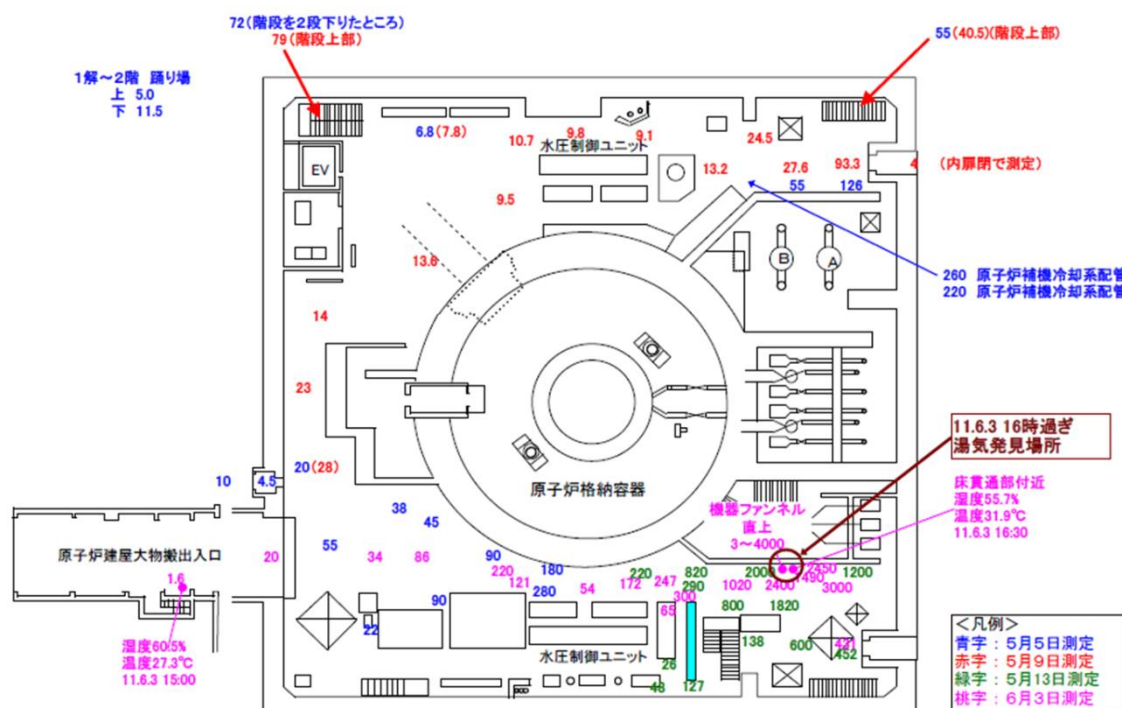 72(階段を2段下りたところ)
79(階段上部)
55(40.5)(階段上部)
1解～2階 踊り場
上 5.0
下 11.5
6.8(7.8)
10.7
9.8
9.1
24.5
水圧制御ユニット
EV
13.2
27.6
93.3
4
(内扉閉で測定)
55
126
9.5
13.6
B
A
260 原子炉補機冷却系配管
220 原子炉補機冷却系配管
14
23
11.6.3 16時過ぎ
湯気発見場所
20(28)
10
4.5
原子炉格納容器
床貫通部付近
湿度55.7%
温度31.9℃
11.6.3 16:30
機器ファンネル
直上
3～4000
38
45
55
原子炉建屋大物搬出入口
20
34
86
90
220
180
121
280
54
172
220
247
820
290
300
65
1020
2000
2400
2450
1490
3000
1200
1.6
90
22
800
1820
138
600
431
452
湿度60.5%
温度27.3℃
11.6.3 15:00
水圧制御ユニット
26
48
127
<凡例>
青字：5月5日測定
赤字：5月9日測定
緑字：5月13日測定
桃字：6月3日測定